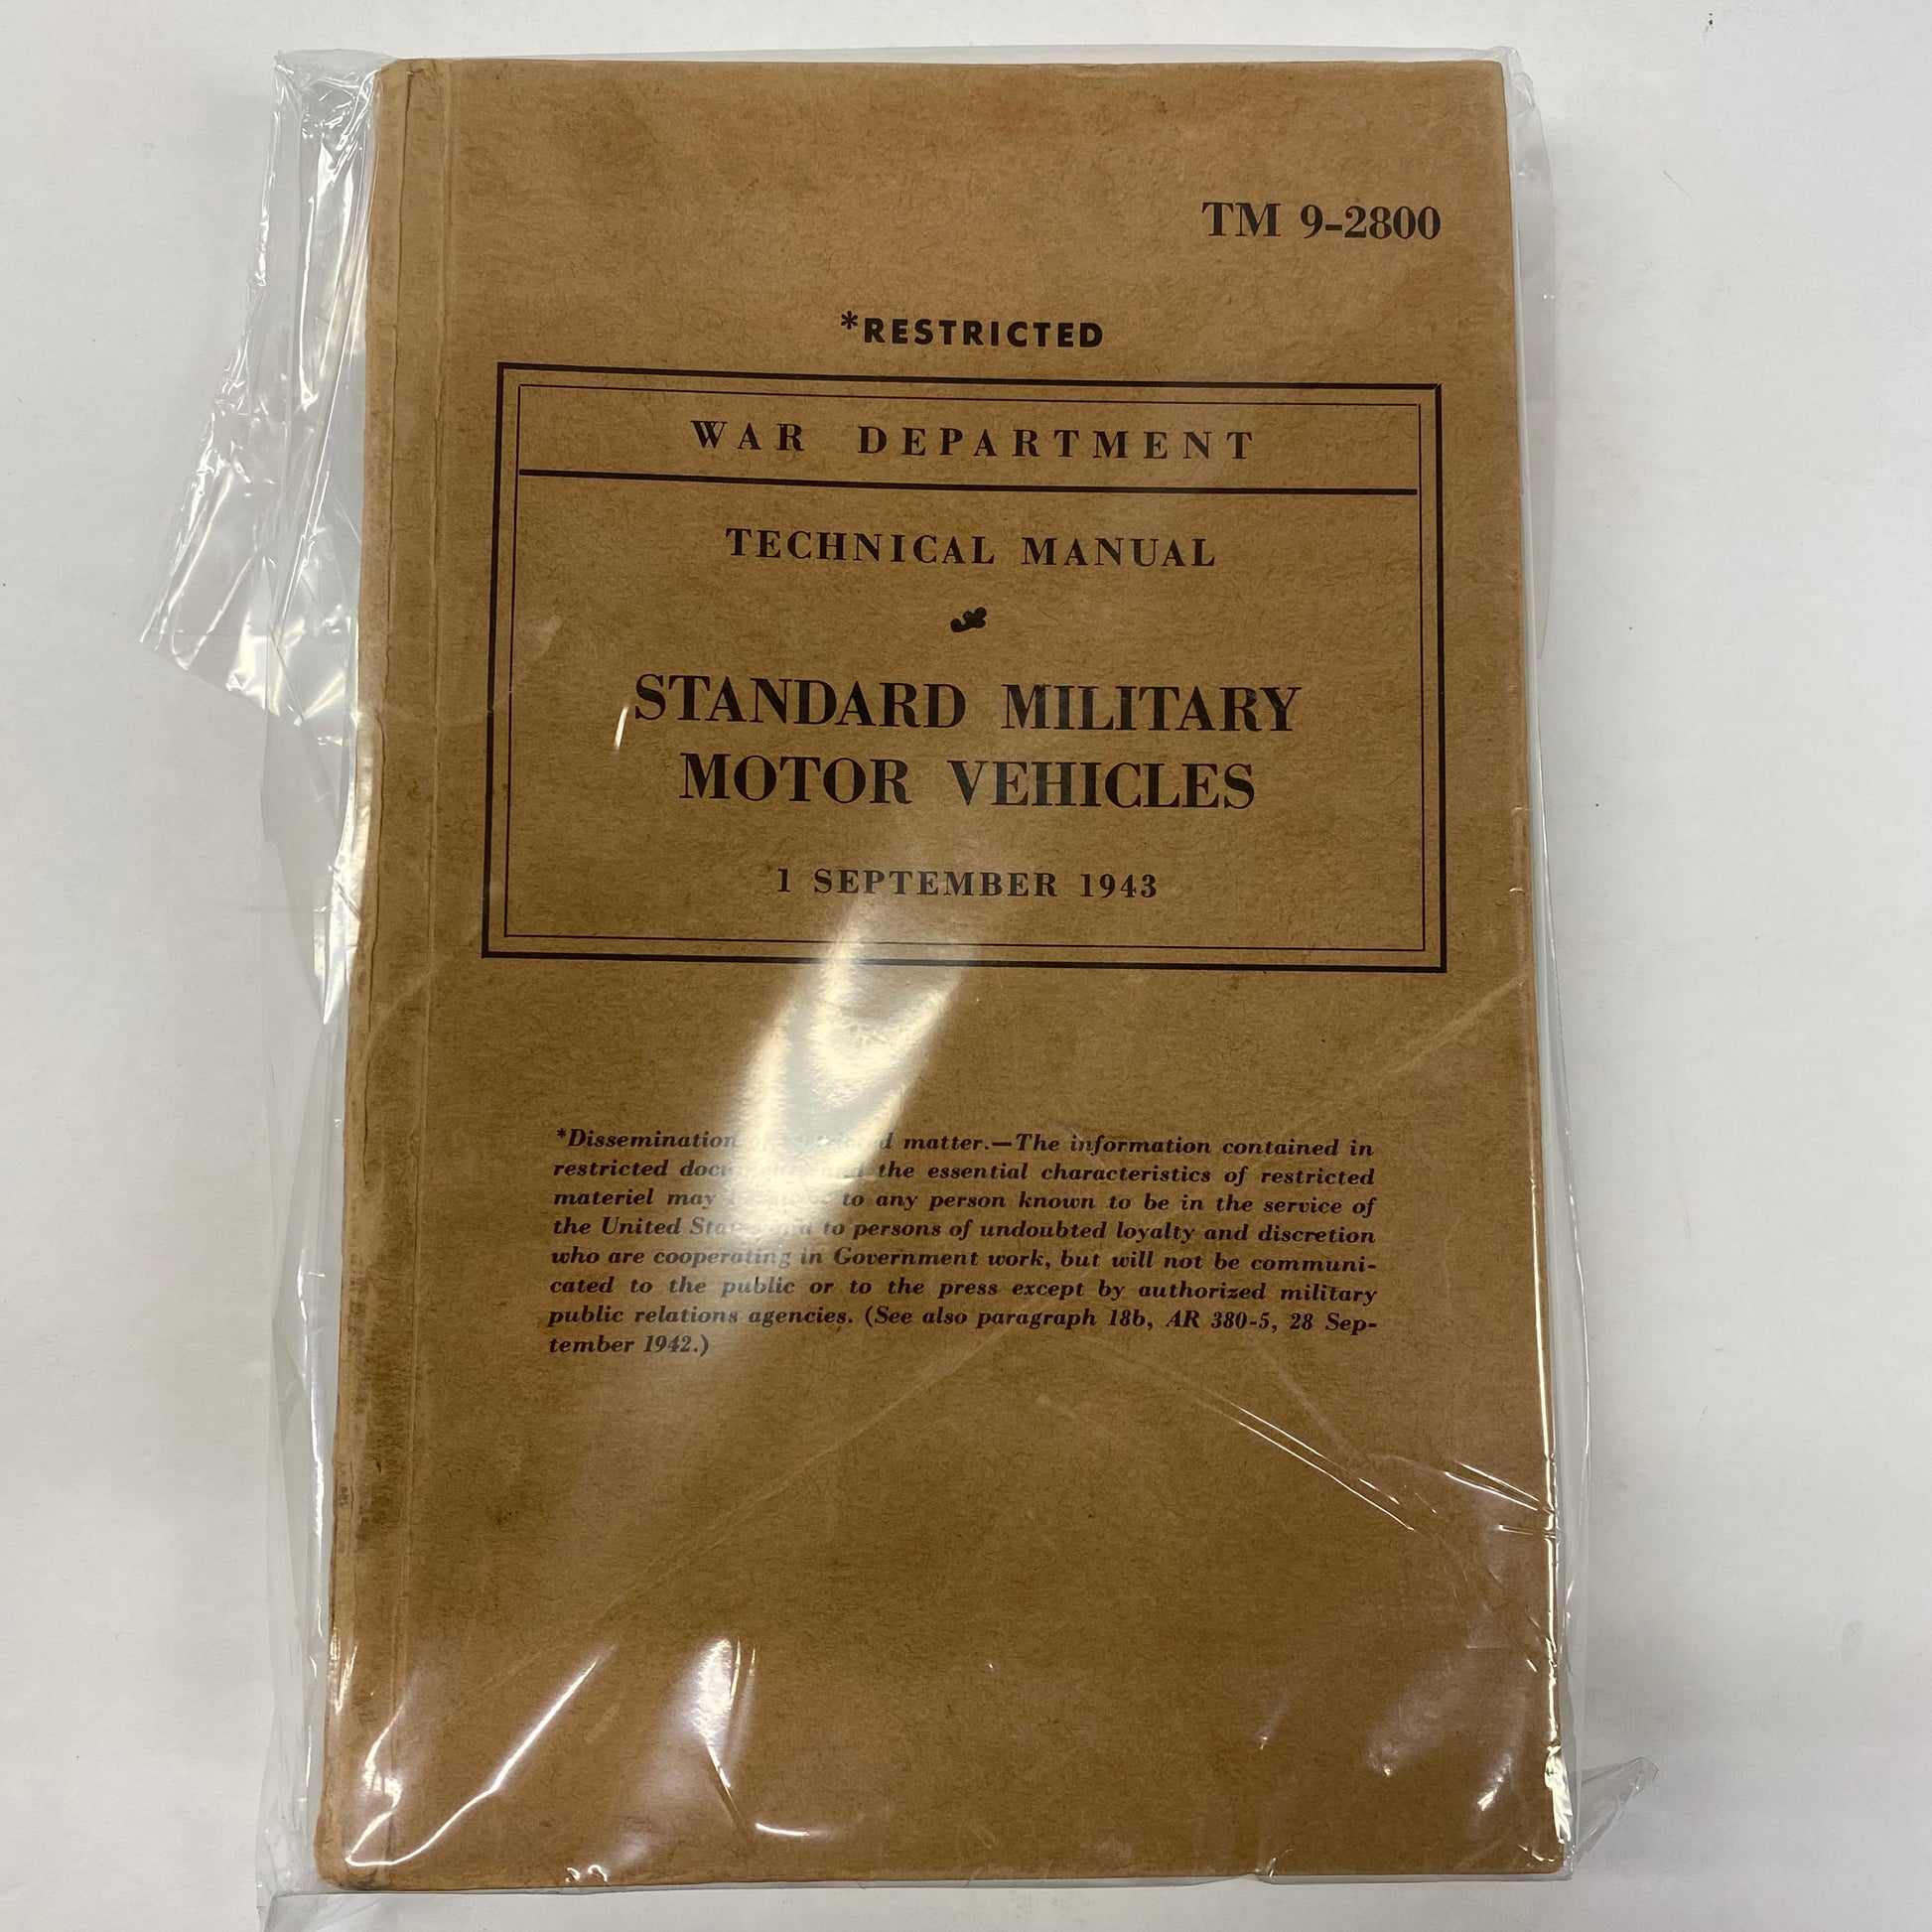 TM 9-2800
*RESTRICTED
WAR DEPARTMENT
TECHNICAL MANUAL
STANDARD MILITARY
MOTOR VEHICLES
1 SEPTEMBER 1943
*Dissemination matter.—The information contained in
restricted the essential characteristics of restricted
materiel may to any person known to be in the service of
the United to persons of undoubted loyalty and discretion
who are cooperating in Government work, but will not be communi-
cated to the public or to the press except by authorized military
public relations agencies. (See also paragraph 18b, AR 380-5, 28 Sep-
tember 1942.)